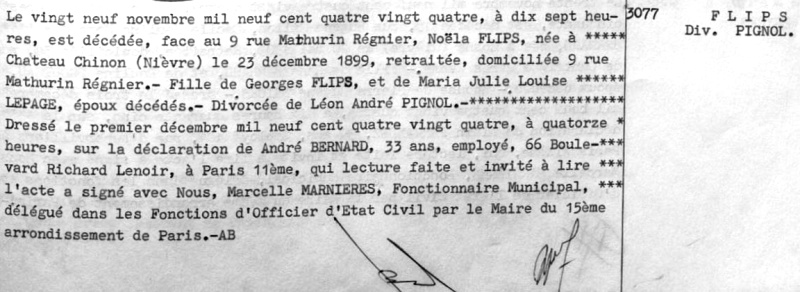 Le vingt neuf novembre mil neuf cent quatre vingt quatre, à dix sept heu-
res, est décédée, face au 9 rue Mathurin Régnier, Noëla FLIPS, née à *****
Chateau Chinon (Nièvre) le 23 décembre 1899, retraitée, domiciliée 9 rue
Mathurin Régnier.- Fille de Georges FLIPS, et de Maria Julie Louise ******
LEPAGE, époux décédés.- Divorcée de Léon André PIGNOL.-*******************
Dressé le premier décembre mil neuf cent quatre vingt quatre, à quatorze *
heures, sur la déclaration de André BERNARD, 33 ans, employé, 66 Boule-***
vard Richard Lenoir, à Paris 11ème, qui lecture faite et invité à lire ***
l'acte a signé avec Nous, Marcelle MARNIERES, Fonctionnaire Municipal, ***
délégué dans les Fonctions d'Officier d'Etat Civil par le Maire du 15ème
arrondissement de Paris.-AB
3077 FLIPS
Div. PIGNOL.